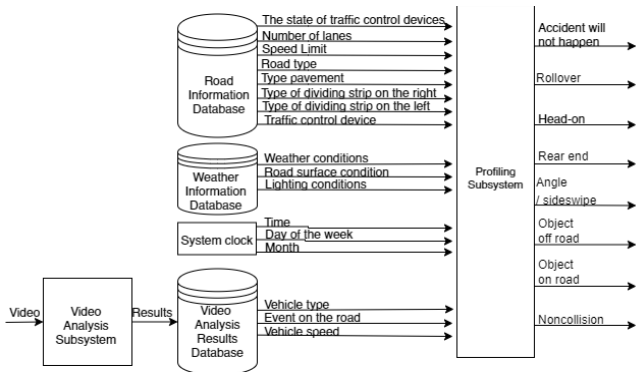 The state of traffic control devices
Number of lanes
Speed Limit
Road type
Type pavement
Type of dividing strip on the right
Type of dividing strip on the left
Traffic control device
Road
Information
Database
Weather conditions
Road surface condition
Lighting conditions
Weather
Information
Database
Time
Day of the week
Month
System clock
Video
Video
Analysis
Subsystem
Results
Video
Analysis
Results
Database
Vehicle type
Event on the road
Vehicle speed
Profiling
Subsystem
Accident will
not happen
Rollover
Head-on
Rear end
Angle
/ sideswipe
Object
off road
Object
on road
Noncollision